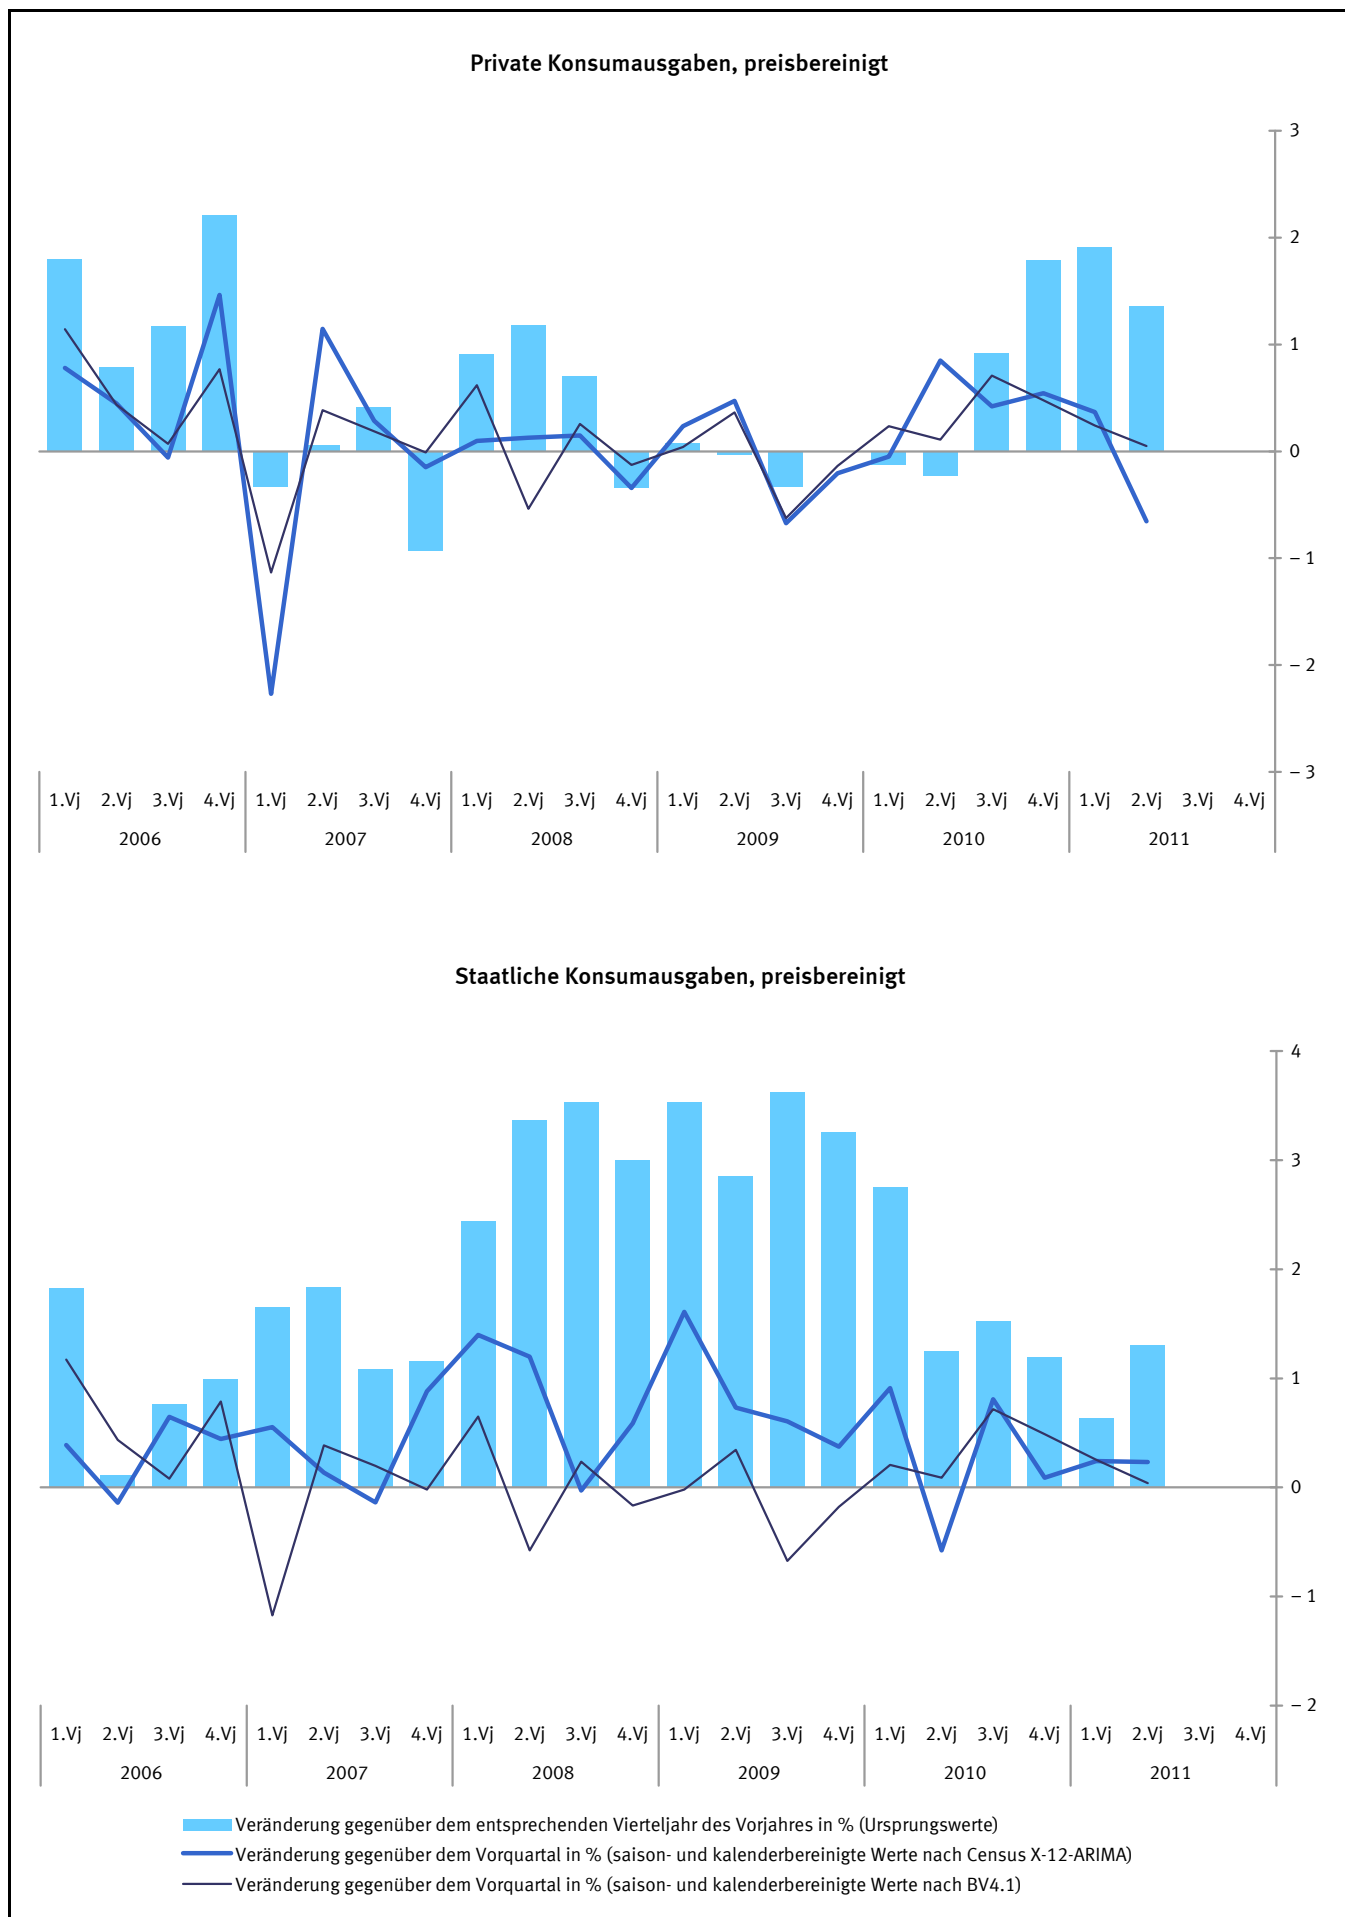 Private Konsumausgaben, preisbereinigt
3
2
1
0
– 1
– 2
– 3
1.Vj 2.Vj 3.Vj 4.Vj 1.Vj 2.Vj 3.Vj 4.Vj 1.Vj 2.Vj 3.Vj 4.Vj 1.Vj 2.Vj 3.Vj 4.Vj 1.Vj 2.Vj 3.Vj 4.Vj 1.Vj 2.Vj 3.Vj 4.Vj
2006 2007 2008 2009 2010 2011
Staatliche Konsumausgaben, preisbereinigt
4
3
2
1
0
– 1
– 2
1.Vj 2.Vj 3.Vj 4.Vj 1.Vj 2.Vj 3.Vj 4.Vj 1.Vj 2.Vj 3.Vj 4.Vj 1.Vj 2.Vj 3.Vj 4.Vj 1.Vj 2.Vj 3.Vj 4.Vj 1.Vj 2.Vj 3.Vj 4.Vj
2006 2007 2008 2009 2010 2011
Veränderung gegenüber dem entsprechenden Vierteljahr des Vorjahres in % (Ursprungswerte)
Veränderung gegenüber dem Vorquartal in % (saison- und kalenderbereinigte Werte nach Census X-12-ARIMA)
Veränderung gegenüber dem Vorquartal in % (saison- und kalenderbereinigte Werte nach BV4.1)